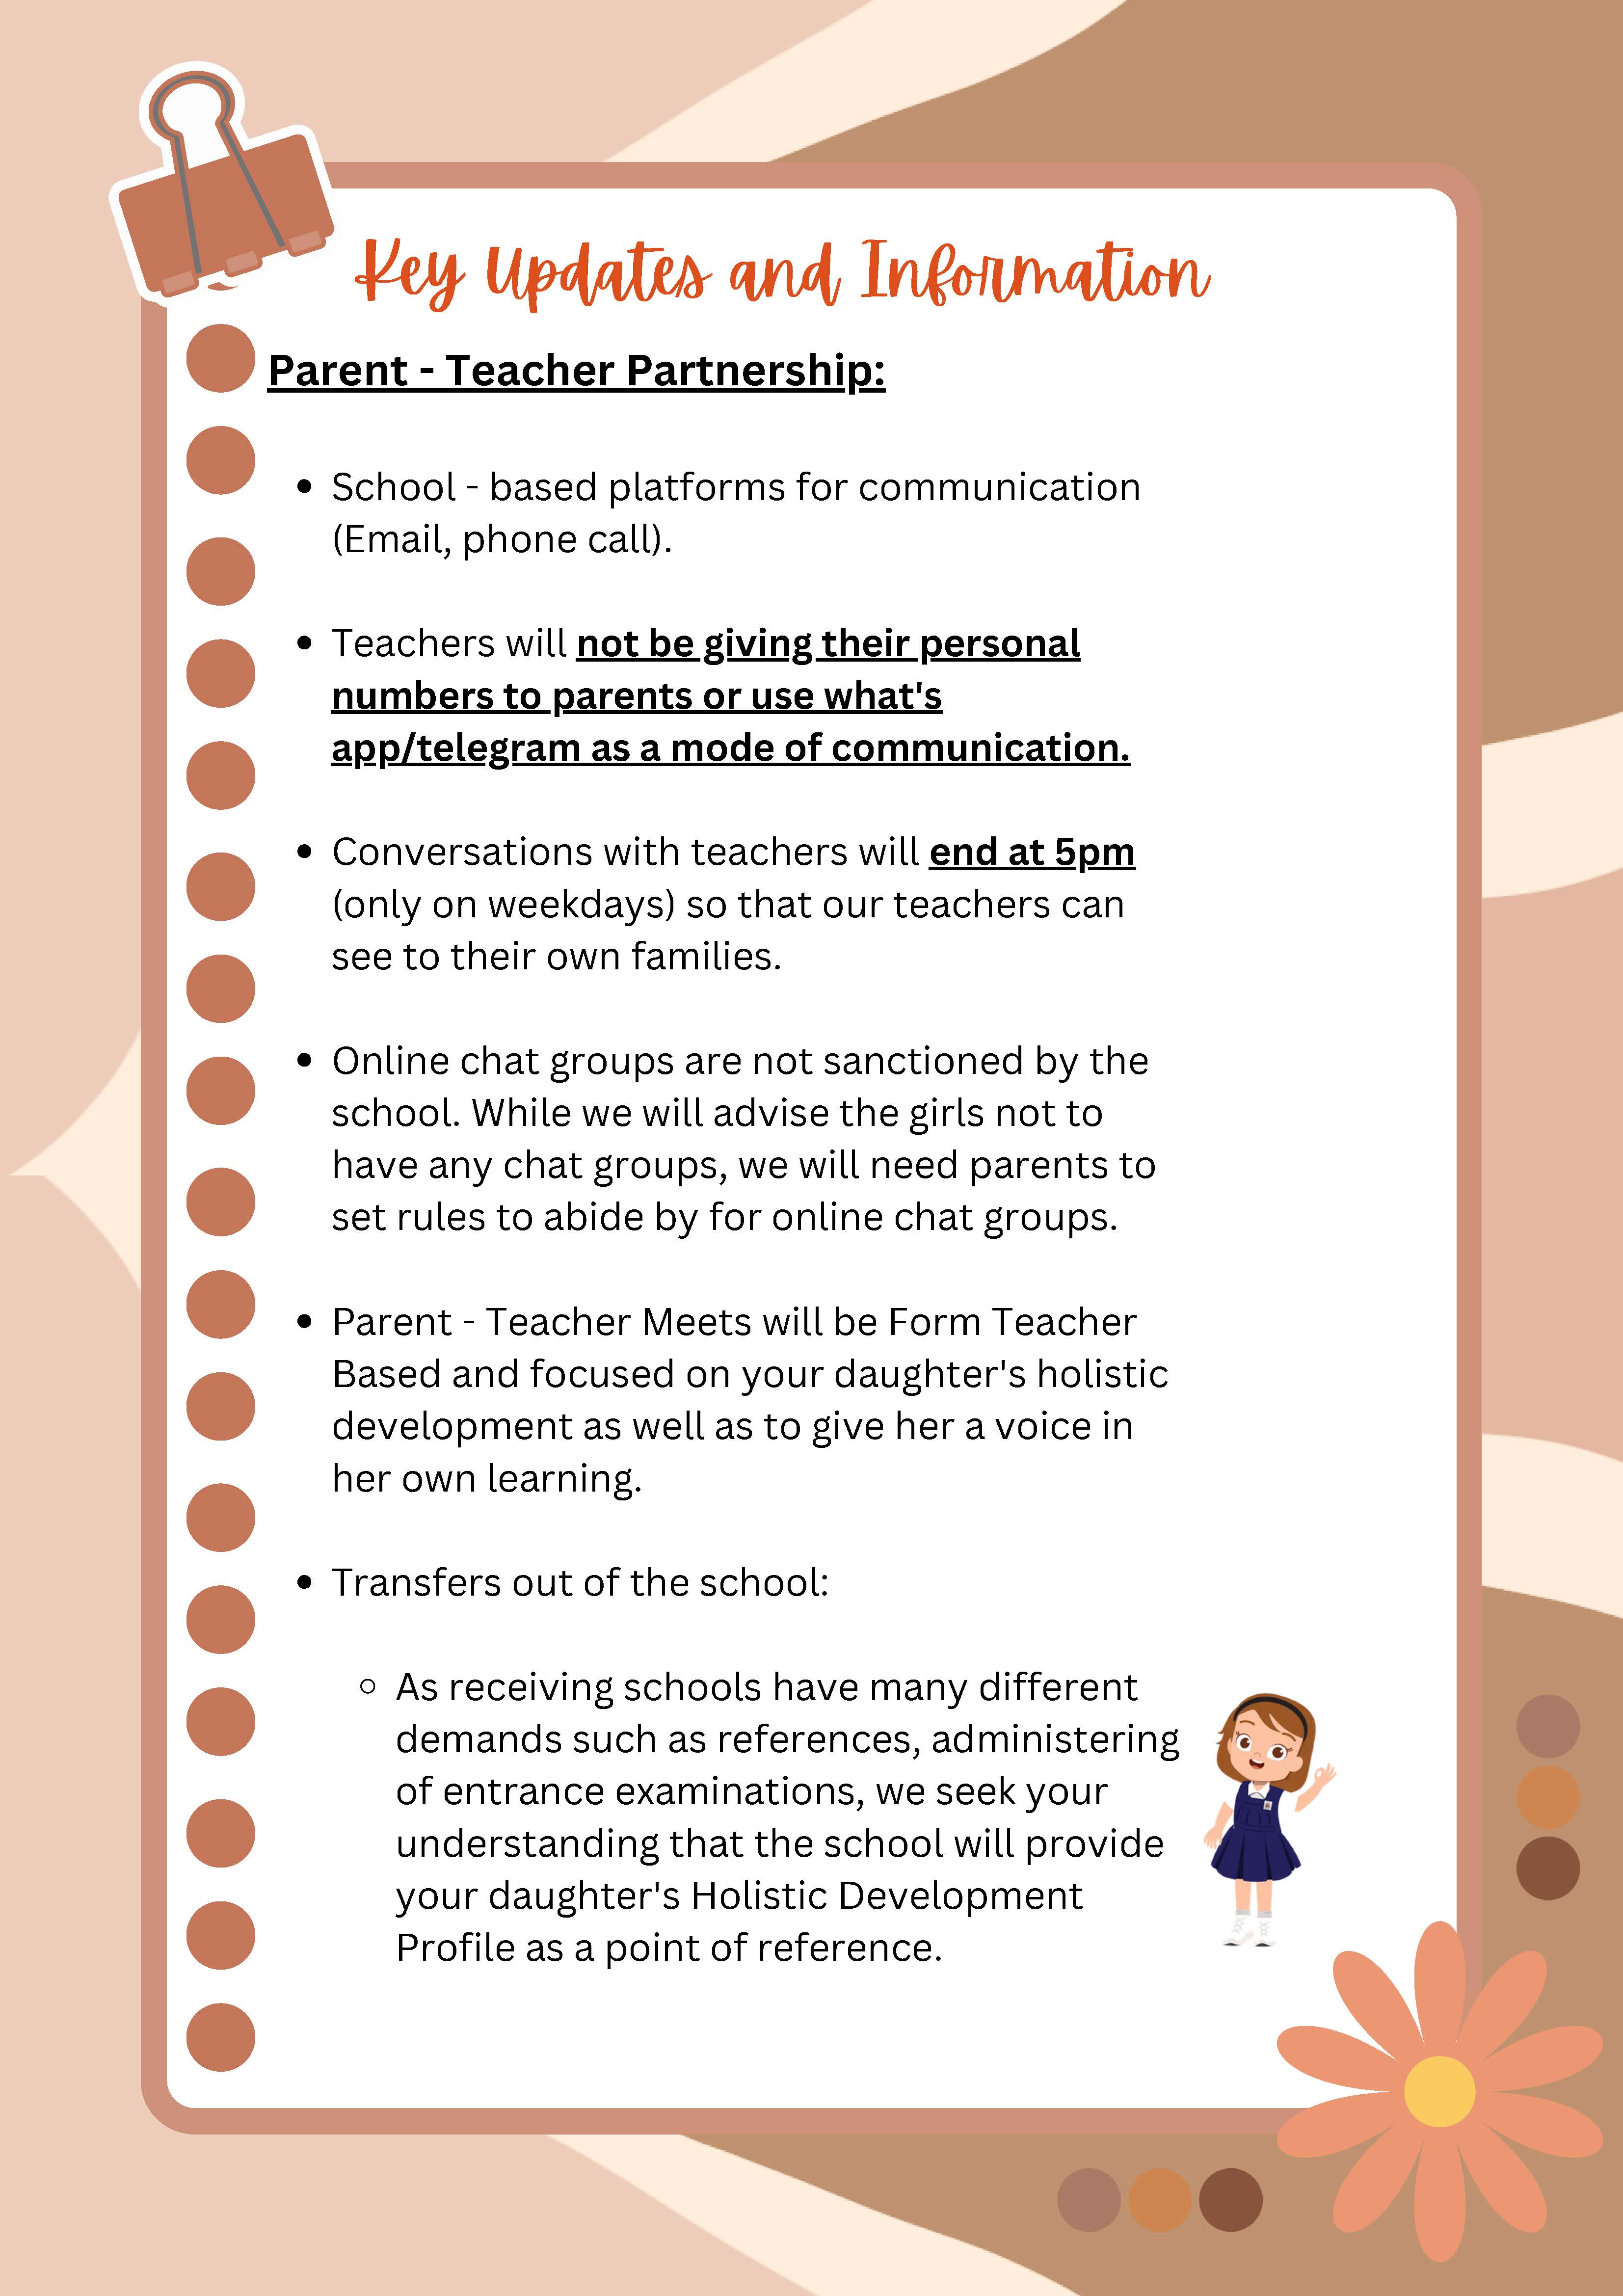 Key Updates and Information
Parent - Teacher Partnership:
• School - based platforms for communication
(Email, phone call).
• Teachers will not be giving their personal
numbers to parents or use what's
app/telegram as a mode of communication.
• Conversations with teachers will end at 5pm
(only on weekdays) so that our teachers can
see to their own families.
• Online chat groups are not sanctioned by the
school. While we will advise the girls not to
have any chat groups, we will need parents to
set rules to abide by for online chat groups.
• Parent - Teacher Meets will be Form Teacher
Based and focused on your daughter's holistic
development as well as to give her a voice in
her own learning.
• Transfers out of the school:
◦ As receiving schools have many different
demands such as references, administering
of entrance examinations, we seek your
understanding that the school will provide
your daughter's Holistic Development
Profile as a point of reference.